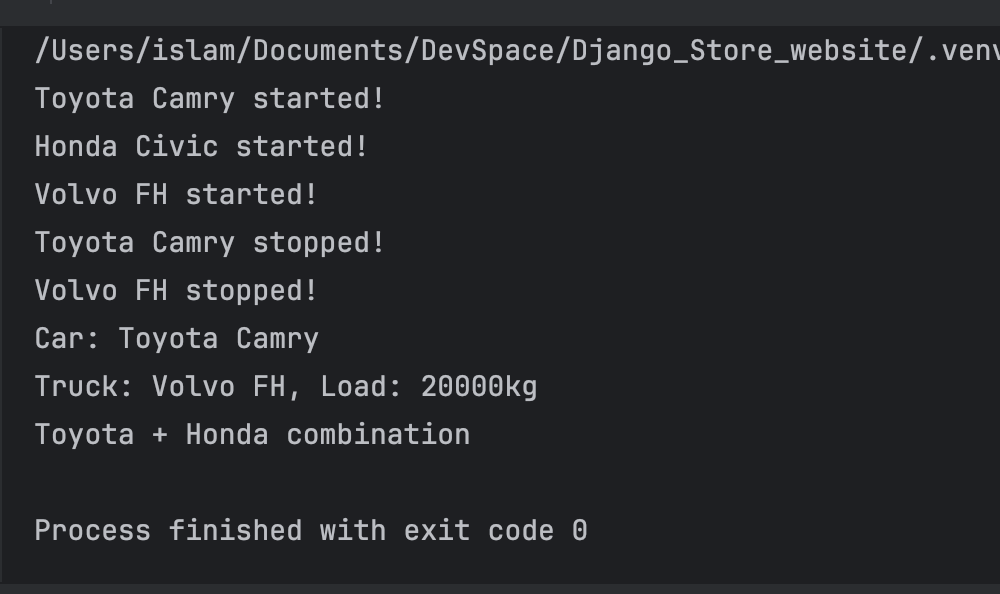 /Users/islam/Documents/DevSpace/Django_Store_website/.venv
Toyota Camry started!
Honda Civic started!
Volvo FH started!
Toyota Camry stopped!
Volvo FH stopped!
Car: Toyota Camry
Truck: Volvo FH, Load: 20000kg
Toyota + Honda combination
Process finished with exit code 0